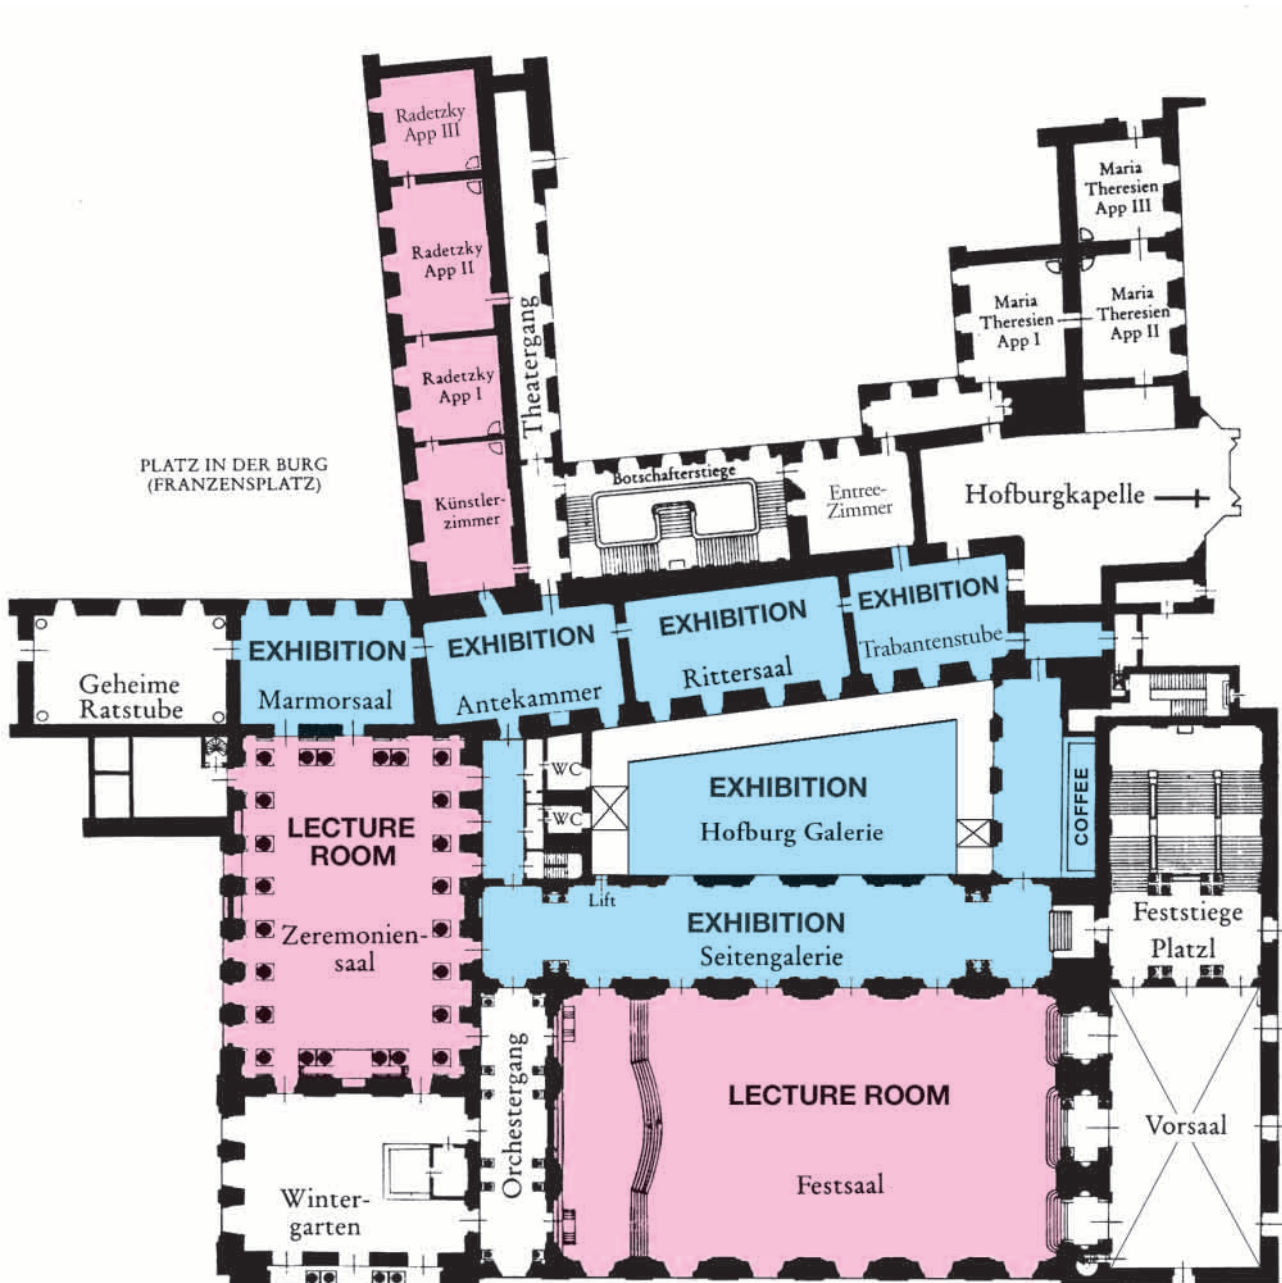 Radetzky
App III
Maria
Theresien
App III
Radetzky
App II
Maria
Theresien
App I
Maria
Theresien
App II
Theatergang
Radetzky
App I
PLATZ IN DER BURG
(FRANZENSPLATZ)
Botschafterstiege
Künstler-
zimmer
Entree-
Zimmer
Hofburgkapelle
EXHIBITION
Marmorsaal
EXHIBITION
Antekammer
EXHIBITION
Rittersaal
EXHIBITION
Trabantenstube
Geheime
Ratstube
WC
WC
EXHIBITION
Hofburg Galerie
COFFEE
LECTURE
ROOM
Zeremonien-
saal
Lift
EXHIBITION
Seitengalerie
Feststiege
Platzl
Orchestergang
LECTURE ROOM
Festsaal
Vorsaal
Winter-
garten